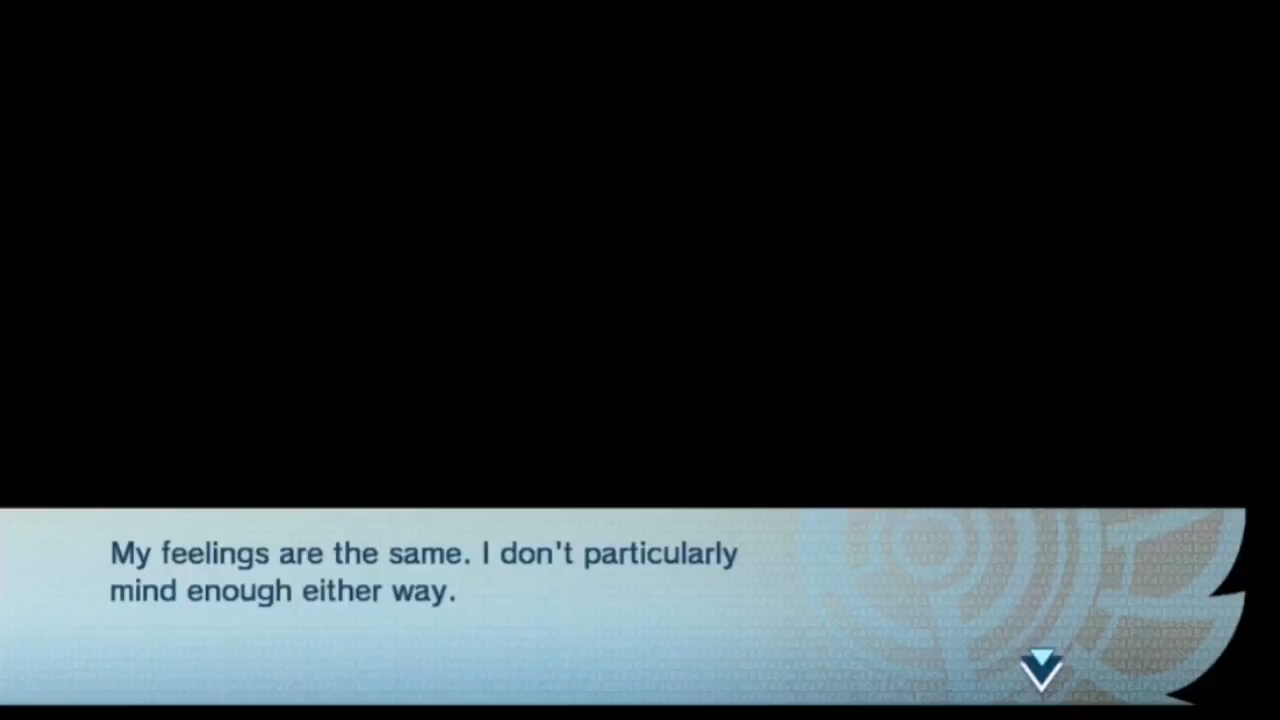 My feelings are the same. I don't particularly
mind enough either way.